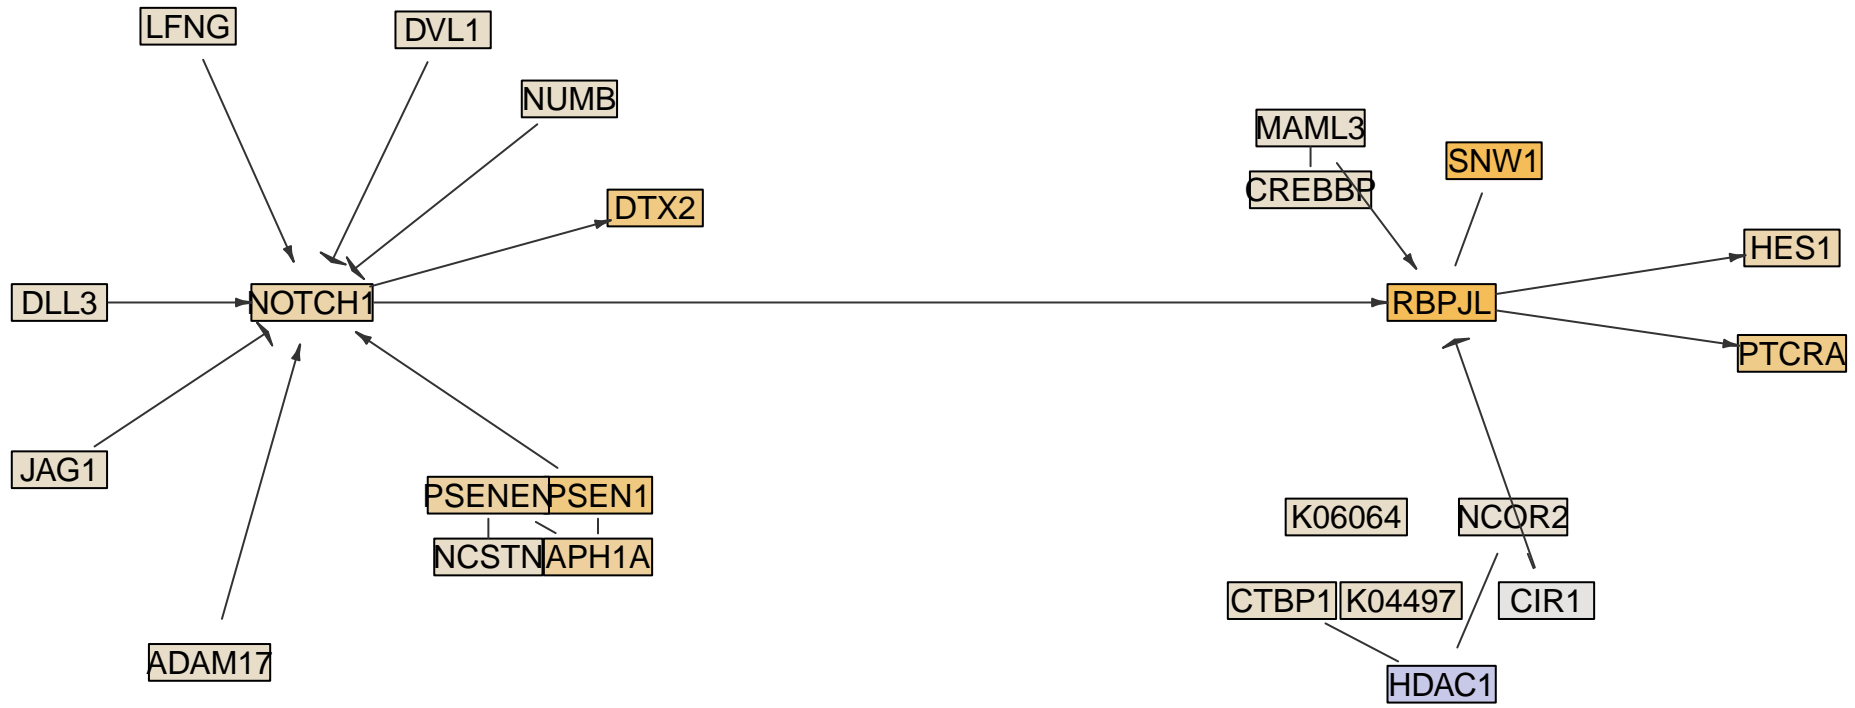 LFNG
DVL1
NUMB
MAML3
SNW1
CREBBP
DTX2
HES1
DLL3
NOTCH1
RBPJL
PTCRA
JAG1
PSENEN
PSEN1
K06064
NCOR2
NCSTN
APH1A
CTBP1
K04497
CIR1
ADAM17
HDAC1